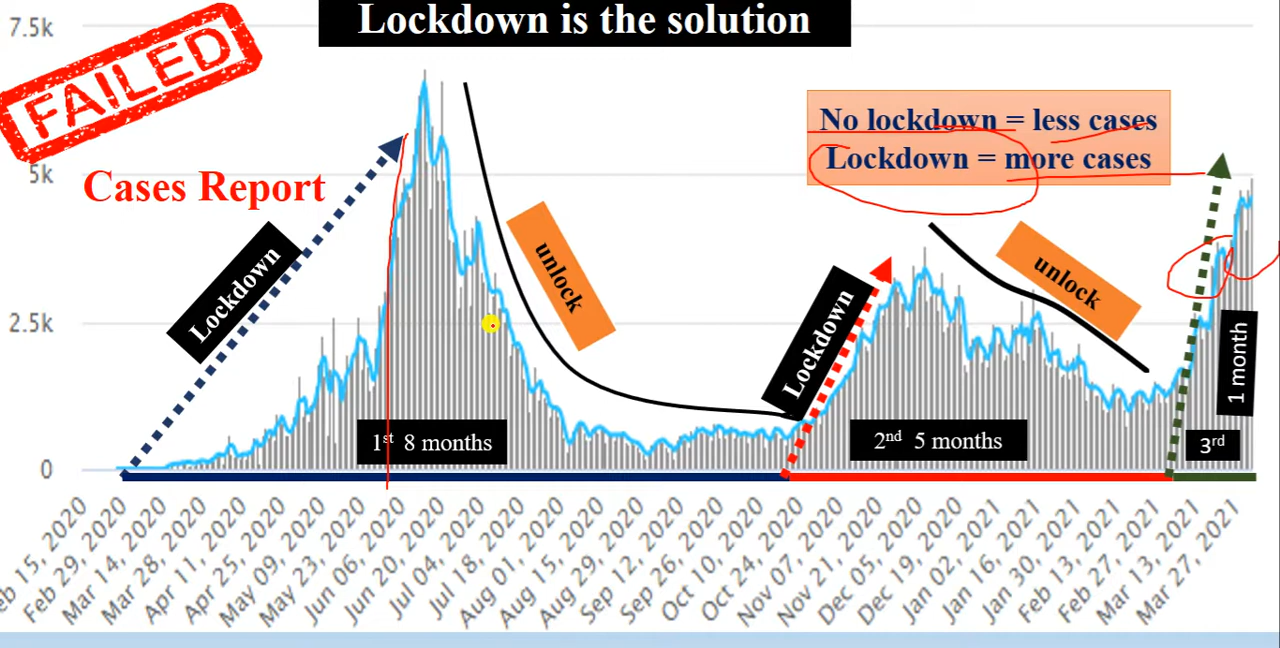 Lockdown is the solution
7.5k
FAILED
No lockdown = less cases
Lockdown = more cases
5k
Cases Report
Lockdown
unlock
unlock
Lockdown
2.5k
1 month
1st 8 months
2nd 5 months
3rd
0
eb 15, 2020
Feb 29, 2020
Mar 14, 2020
Mar 28, 2020
Apr 11, 2020
Apr 25, 2020
May 09, 2020
May 23, 2020
Jun 06, 2020
Jun 20, 2020
Jul 04, 2020
Jul 18, 2020
Aug 01, 2020
Aug 15, 2020
Aug 29, 2020
Sep 12, 2020
Sep 26, 2020
Oct 10, 2020
Oct 24, 2020
Nov 07, 2020
Nov 21, 2020
Dec 05, 2020
Dec 19, 2020
Jan 02, 2021
Jan 16, 2021
Jan 30, 2021
Feb 13, 2021
Feb 27, 2021
Mar 13, 2021
Mar 27, 2021